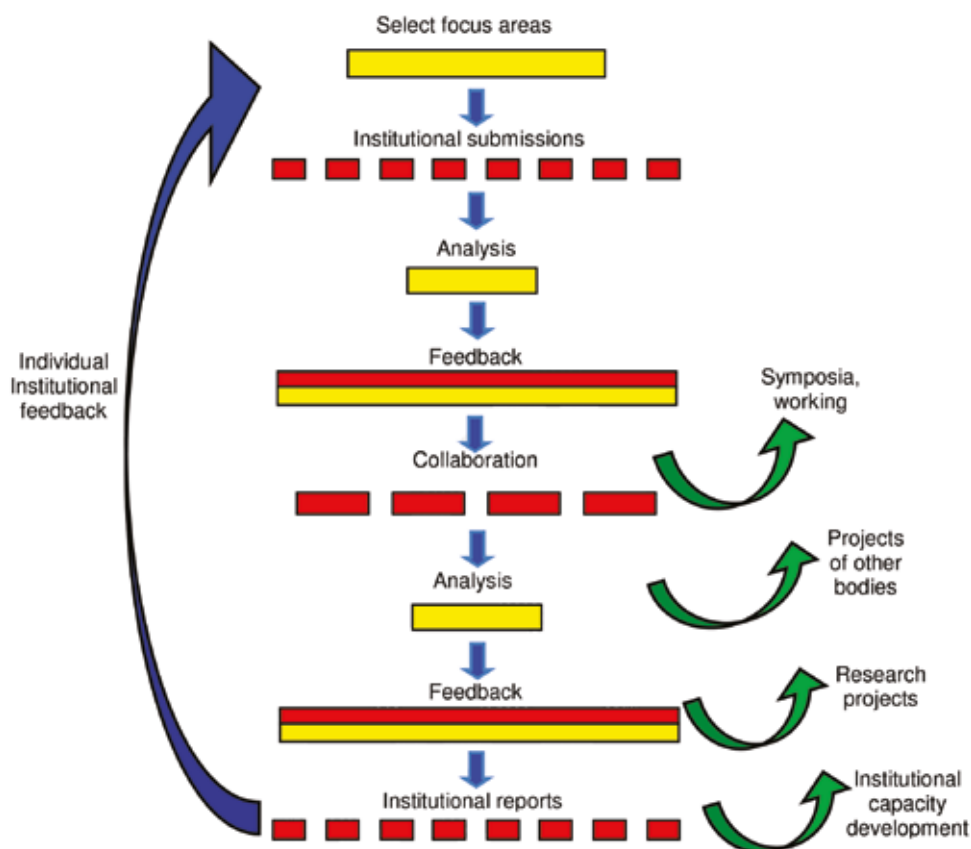 Select focus areas
Institutional submissions
Analysis
Feedback
Individual
Institutional
feedback
Symposia,
working
Collaboration
Projects
of other
bodies
Analysis
Research
projects
Feedback
Institutional
capacity
development
Institutional reports